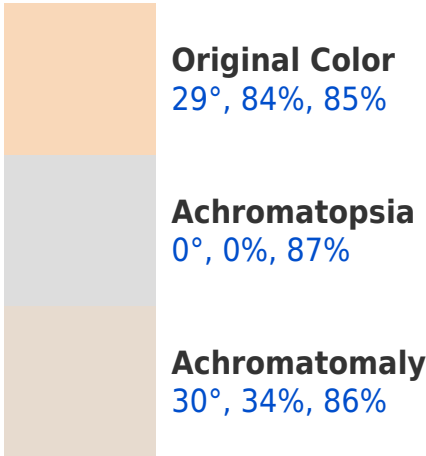 Original Color
29°, 84%, 85%
Achromatopsia
0°, 0%, 87%
Achromatomaly
30°, 34%, 86%